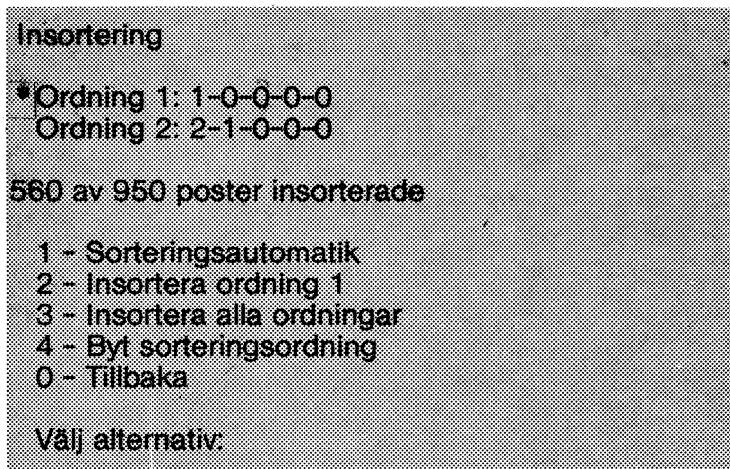 Insortering
Ordning 1: 1-0-0-0-0
Ordning 2: 2-1-0-0-0
560 av 950 poster insorterade
1 - Sorteringsautomatik
2 - Insortera ordning 1
3 - Insortera alla ordningar
4 - Byt sorteringsordning
0 - Tillbaka
Välj alternativ: